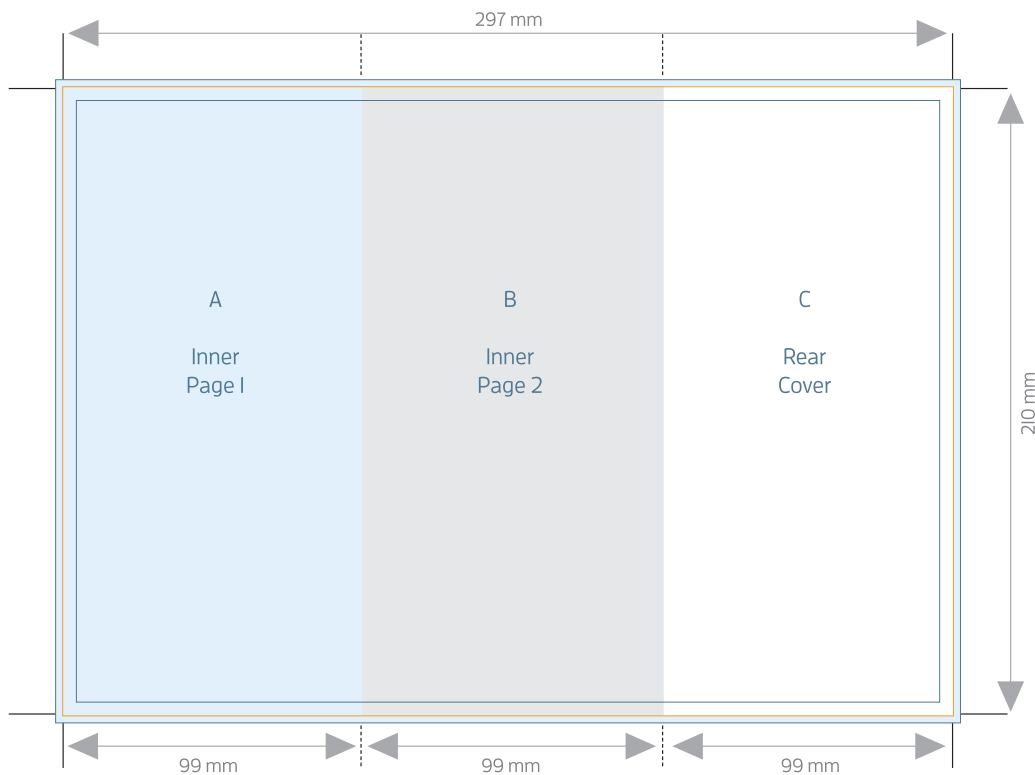 297 mm
A
Inner
Page 1
B
Inner
Page 2
C
Rear
Cover
210 mm
99 mm
99 mm
99 mm